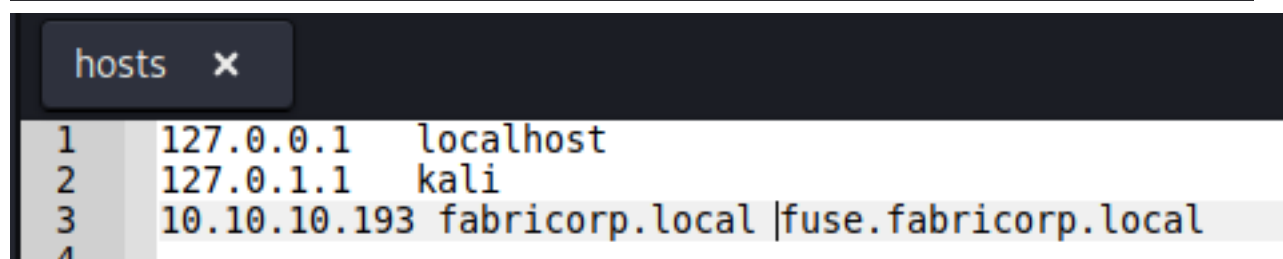 hosts ×
1 127.0.0.1 localhost
2 127.0.1.1 kali
3 10.10.10.193 fabricorp.local fuse.fabricorp.local
4